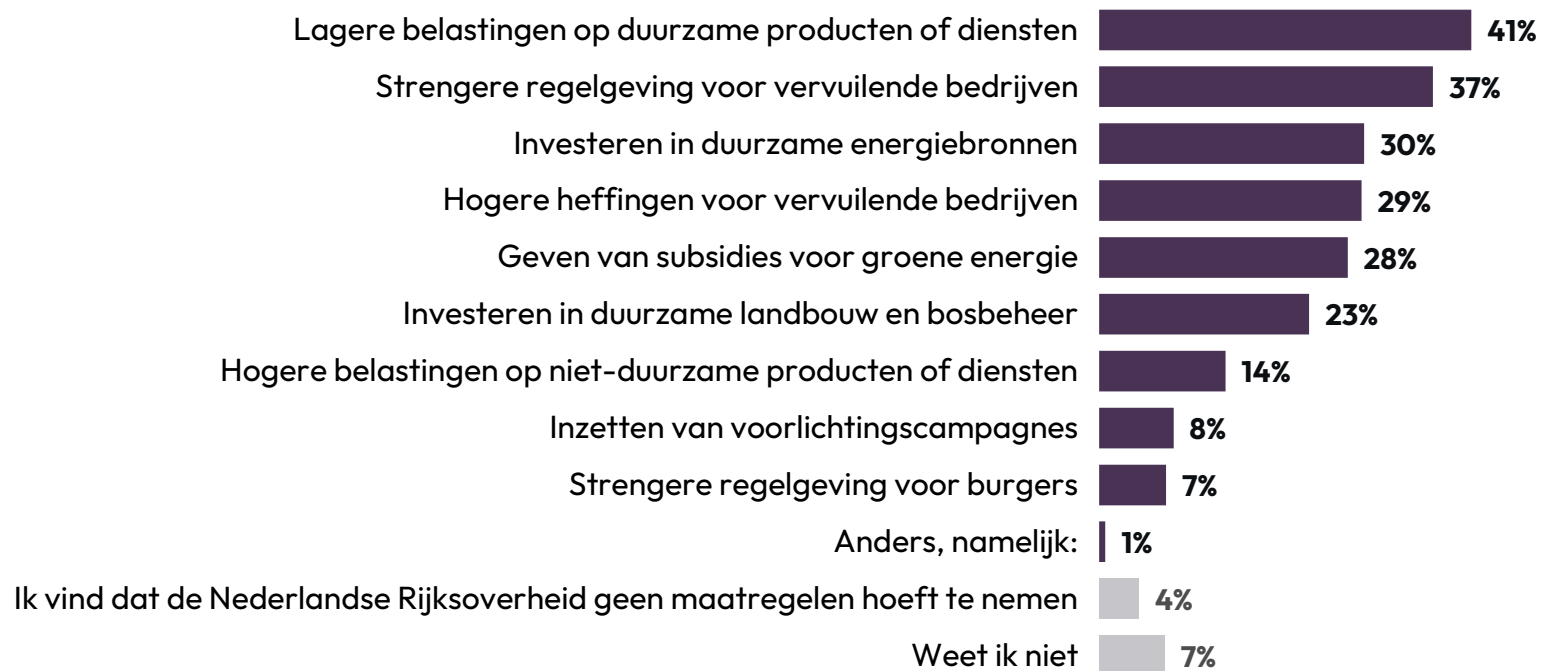 Lagere belastingen op duurzame producten of diensten 41%
Strengere regelgeving voor vervuilende bedrijven 37%
Investeren in duurzame energiebronnen 30%
Hogere heffingen voor vervuilende bedrijven 29%
Geven van subsidies voor groene energie 28%
Investeren in duurzame landbouw en bosbeheer 23%
Hogere belastingen op niet-duurzame producten of diensten 14%
Inzetten van voorlichtingscampagnes 8%
Strengere regelgeving voor burgers 7%
Anders, namelijk: 1%
Ik vind dat de Nederlandse Rijksoverheid geen maatregelen hoeft te nemen 4%
Weet ik niet 7%